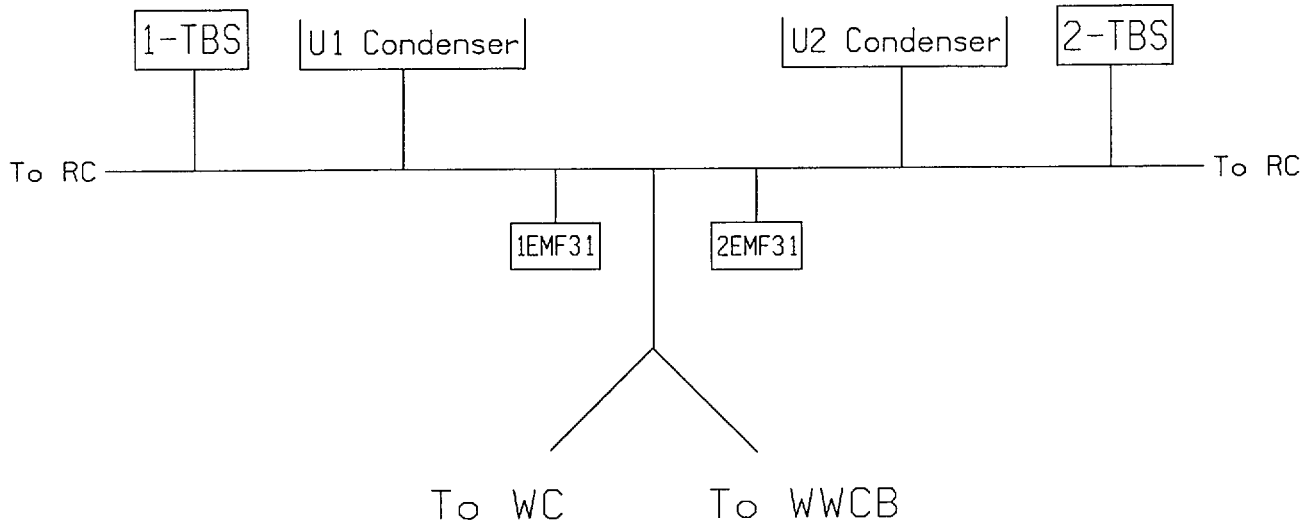 1-TBS
U1 Condenser
U2 Condenser
2-TBS
To RC
To RC
1EMF31
2EMF31
To WC
To WWCB